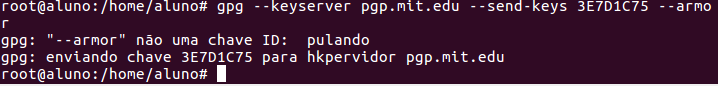 root@aluno:/home/aluno# gpg --keyserver pgp.mit.edu --send-keys 3E7D1C75 --armo
r
gpg: "--armor" não uma chave ID:  pulando
gpg: enviando chave 3E7D1C75 para hkpervidor pgp.mit.edu
root@aluno:/home/aluno#